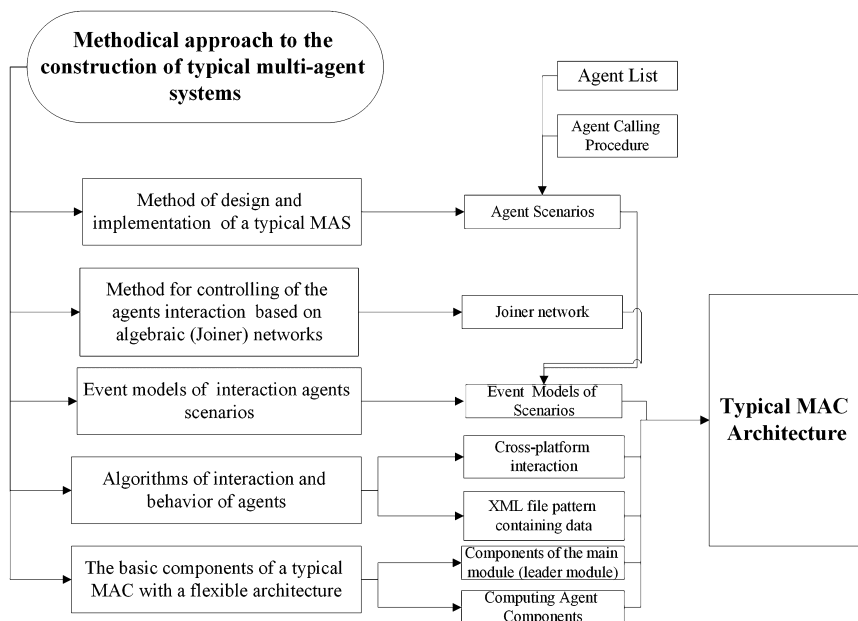 Methodical approach to the
construction of typical multi-agent
systems
Agent List
Agent Calling
Procedure
Method of design and
implementation of a typical MAS
Agent Scenarios
Method for controlling of the
agents interaction based on
algebraic (Joiner) networks
Joiner network
Event models of interaction agents
scenarios
Event Models of
Scenarios
Typical MAC
Architecture
Algorithms of interaction and
behavior of agents
Cross-platform
interaction
XML file pattern
containing data
The basic components of a typical
MAC with a flexible architecture
Components of the main
module (leader module)
Computing Agent
Components